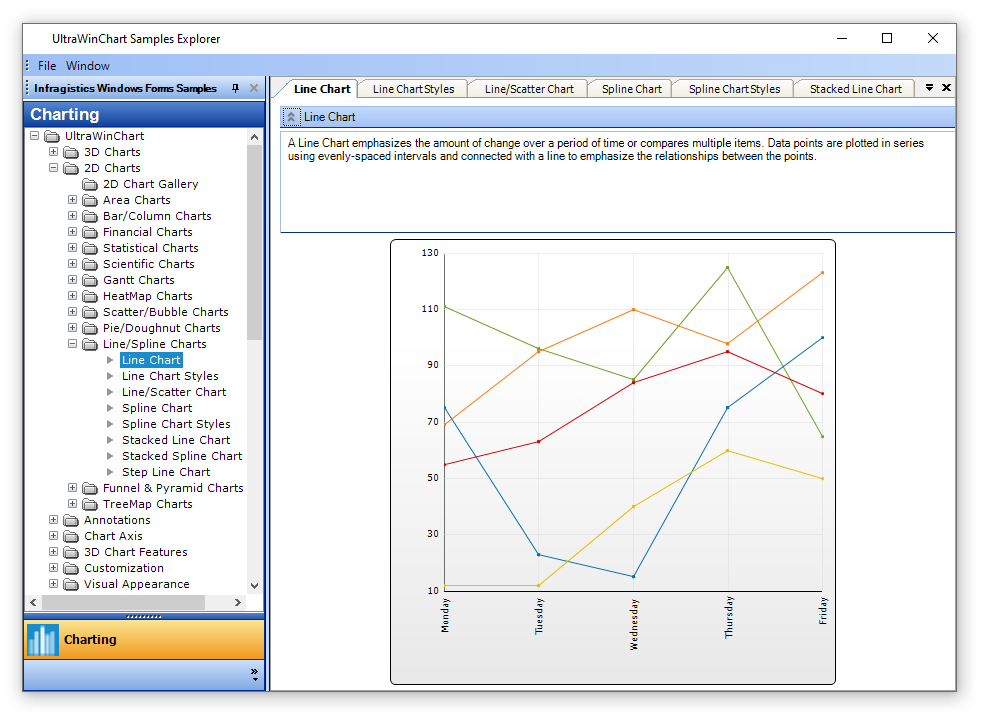 UltraWinChart Samples Explorer
File Window
Infragistics Windows Forms Samples
Charting
UltraWinChart
3D Charts
2D Charts
2D Chart Gallery
Area Charts
Bar/Column Charts
Financial Charts
Statistical Charts
Scientific Charts
Gantt Charts
HeatMap Charts
Scatter/Bubble Charts
Pie/Doughnut Charts
Line/Spline Charts
Line Chart
Line Chart Styles
Line/Scatter Chart
Spline Chart
Spline Chart Styles
Stacked Line Chart
Stacked Spline Chart
Step Line Chart
Funnel & Pyramid Charts
TreeMap Charts
Annotations
Chart Axis
3D Chart Features
Customization
Visual Appearance
Charting
Line Chart Line Chart Styles Line/Scatter Chart Spline Chart Spline Chart Styles Stacked Line Chart
Line Chart
A Line Chart emphasizes the amount of change over a period of time or compares multiple items. Data points are plotted in series
using evenly-spaced intervals and connected with a line to emphasize the relationships between the points.
130
110
90
70
50
30
10
Monday
Tuesday
Wednesday
Thursday
Friday